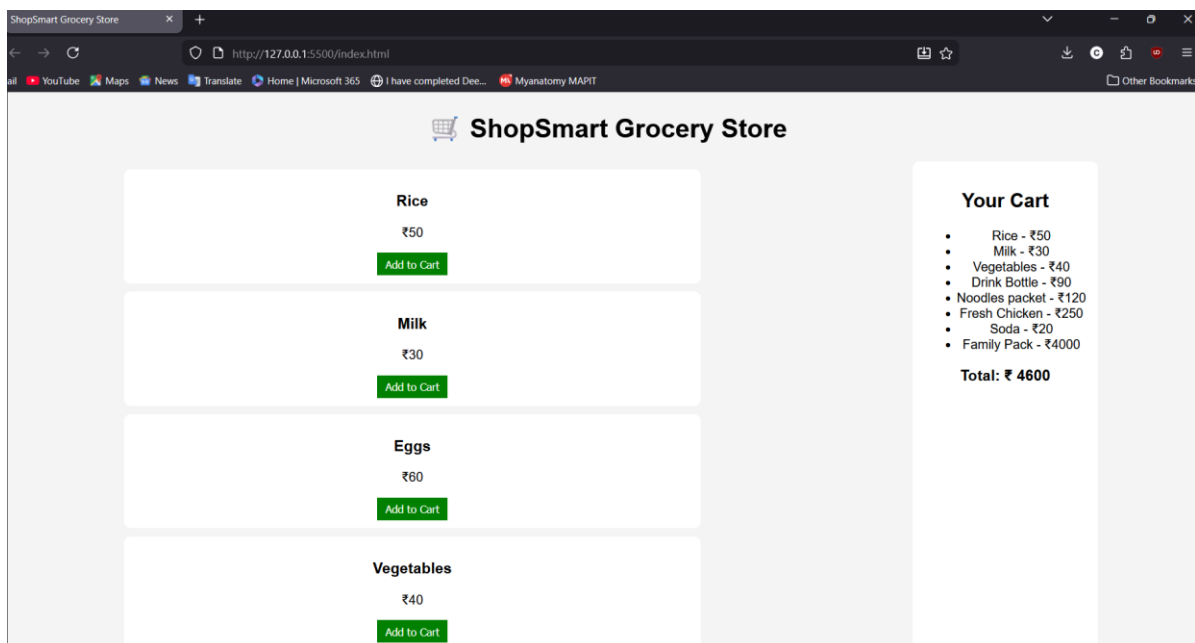 ShopSmart Grocery Store
http://127.0.0.1:5500/index.html
ail YouTube Maps News Translate Home | Microsoft 365 I have completed Dee... Myanatomy MAPIT Other Bookmarks
ShopSmart Grocery Store
Rice
₹50
Add to Cart
Milk
₹30
Add to Cart
Eggs
₹60
Add to Cart
Vegetables
₹40
Add to Cart
Your Cart
• Rice - ₹50
• Milk - ₹30
• Vegetables - ₹40
• Drink Bottle - ₹90
• Noodles packet - ₹120
• Fresh Chicken - ₹250
• Soda - ₹20
• Family Pack - ₹4000
Total: ₹ 4600